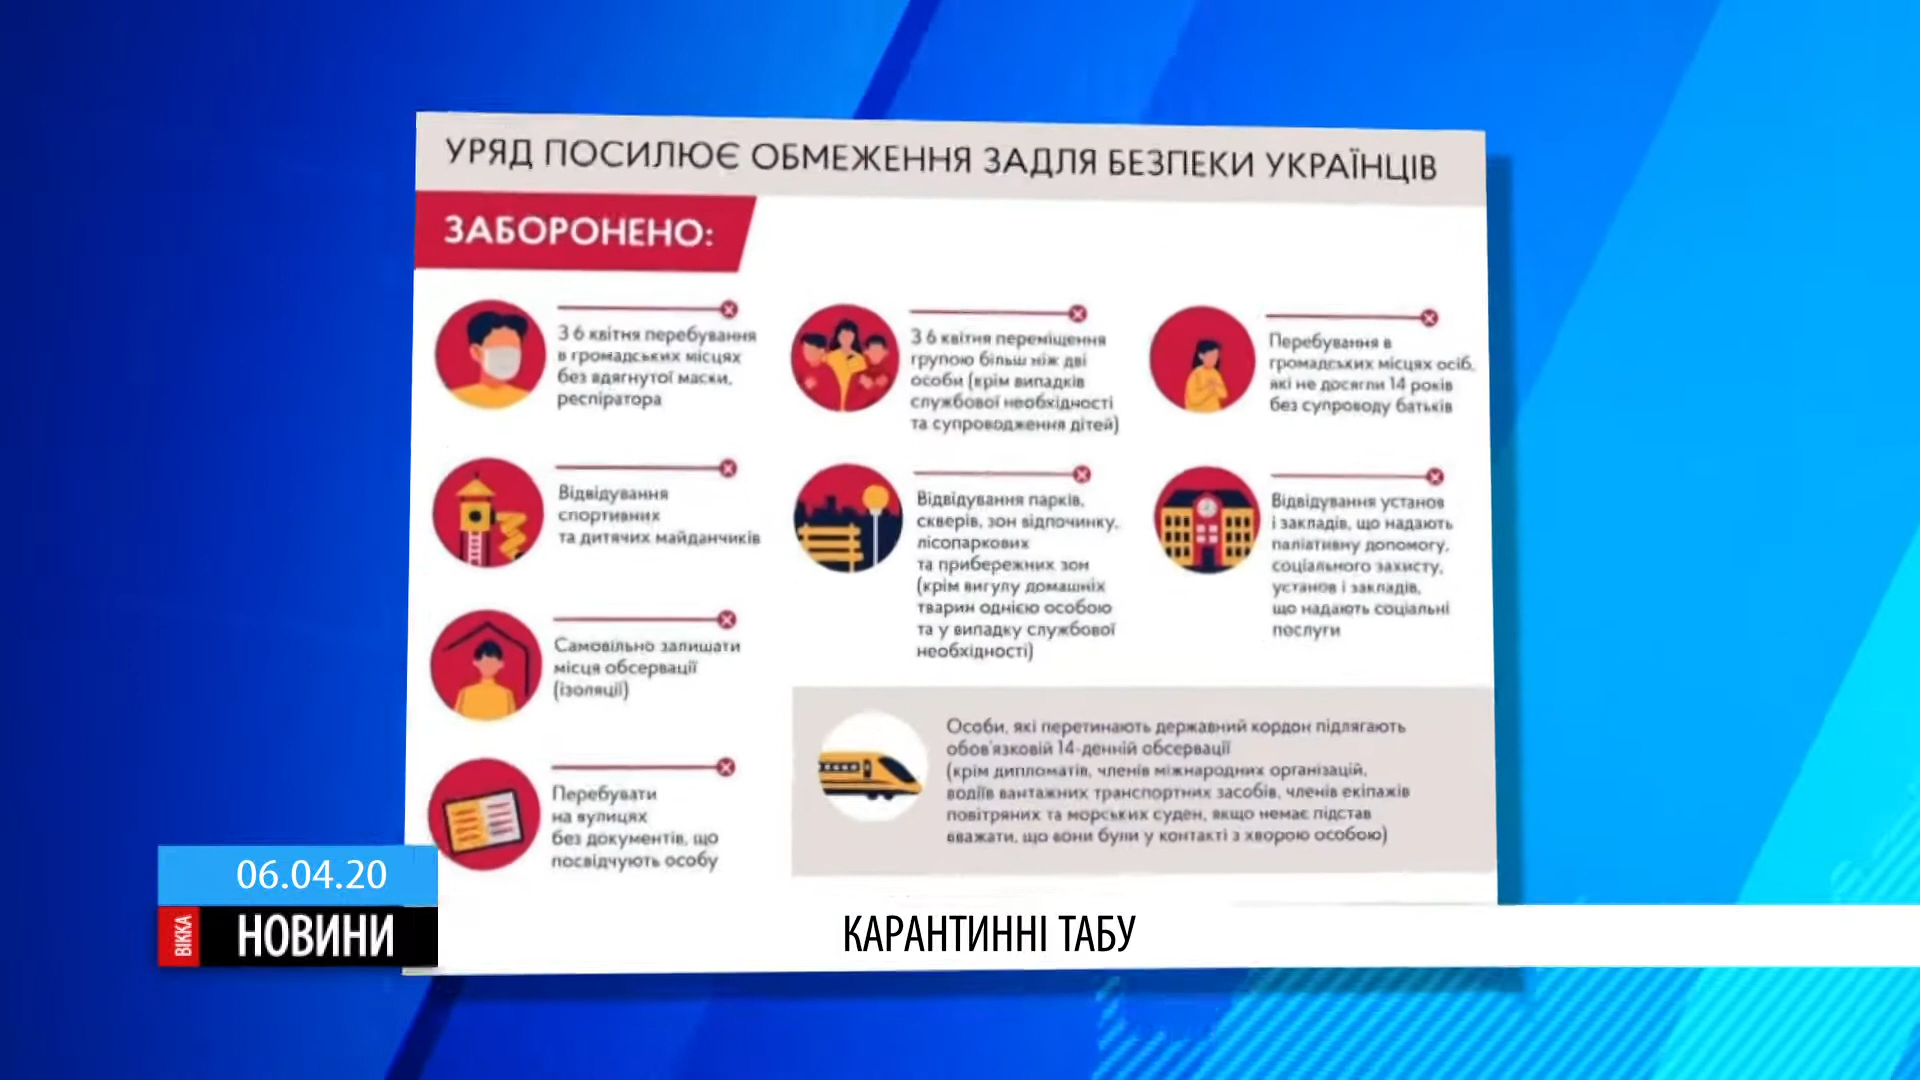 УРЯД ПОСИЛЮЄ ОБМЕЖЕННЯ ЗАДЛЯ БЕЗПЕКИ УКРАЇНЦІВ
ЗАБОРОНЕНО:
З 6 квітня перебування
в громадських місцях
без вдягнутої маски,
респіратора
З 6 квітня переміщення
групою більш ніж дві
особи (крім випадків
службової необхідності
та супроводження дітей)
Перебування в
громадських місцях осіб,
які не досягли 14 років
без супроводу батьків
Відвідування
спортивних
та дитячих майданчиків
Відвідування парків,
скверів, зон відпочинку,
лісопаркових
та прибережних зон
(крім вигулу домашніх
тварин однією особою
та у випадку службової
необхідності)
Відвідування установ
і закладів, що надають
паліативну допомогу,
соціального захисту,
установ і закладів,
що надають соціальні
послуги
Самовільно залишати
місця обсервації
(ізоляції)
Перебувати
на вулицях
без документів, що
посвідчують особу
Особи, які перетинають державний кордон підлягають
обов'язковій 14-денній обсервації
(крім дипломатів, членів міжнародних організацій,
водіїв вантажних транспортних засобів, членів екіпажів
повітряних та морських суден, якщо немає підстав
вважати, що вони були у контакті з хворою особою)
06.04.20
ВІККА
НОВИНИ
КАРАНТИННІ ТАБУ